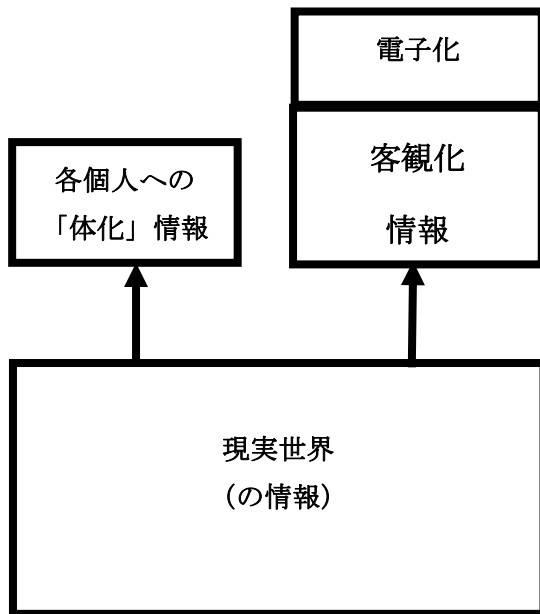 電子化
客観化
情報
各個人への
「体化」情報
現実世界
(の情報)